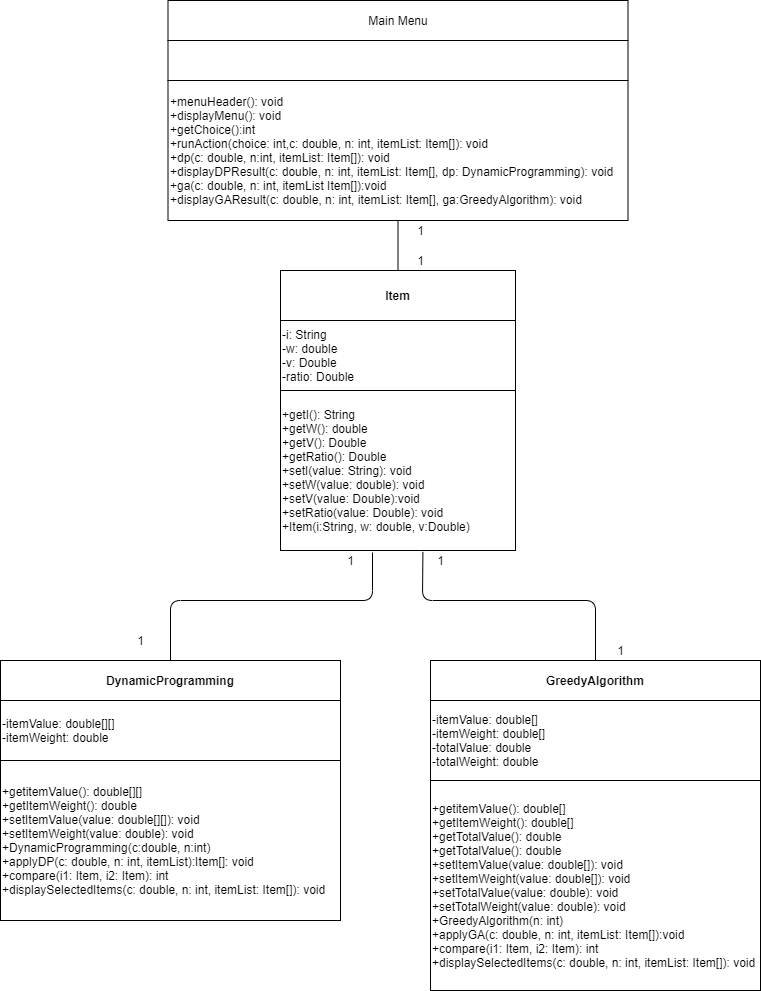 Main Menu
+menuHeader(): void
+displayMenu(): void
+getChoice():int
+runAction(choice: int,c: double, n: int, itemList: Item[]): void
+dp(c: double, n:int, itemList: Item[]): void
+displayDPResult(c: double, n: int, itemList: Item[], dp: DynamicProgramming): void
+ga(c: double, n: int, itemList Item[]):void
+displayGAResult(c: double, n: int, itemList: Item[], ga:GreedyAlgorithm): void
1
1
Item
-i: String
-w: double
-v: Double
-ratio: Double
+getI(): String
+getW(): double
+getV(): Double
+getRatio(): Double
+setI(value: String): void
+setW(value: double): void
+setV(value: Double):void
+setRatio(value: Double): void
+Item(i:String, w: double, v:Double)
1
1
1
1
DynamicProgramming
-itemValue: double[][]
-itemWeight: double
+getitemValue(): double[][]
+getItemWeight(): double
+setItemValue(value: double[][]): void
+setItemWeight(value: double): void
+DynamicProgramming(c:double, n:int)
+applyDP(c: double, n: int, itemList):Item[]: void
+compare(i1: Item, i2: Item): int
+displaySelectedItems(c: double, n: int, itemList: Item[]): void
GreedyAlgorithm
-itemValue: double[]
-itemWeight: double[]
-totalValue: double
-totalWeight: double
+getitemValue(): double[]
+getItemWeight(): double[]
+getTotalValue(): double
+getTotalValue(): double
+setItemValue(value: double[]): void
+setItemWeight(value: double[]): void
+setTotalValue(value: double): void
+setTotalWeight(value: double): void
+GreedyAlgorithm(n: int)
+applyGA(c: double, n: int, itemList: Item[]):void
+compare(i1: Item, i2: Item): int
+displaySelectedItems(c: double, n: int, itemList: Item[]): void